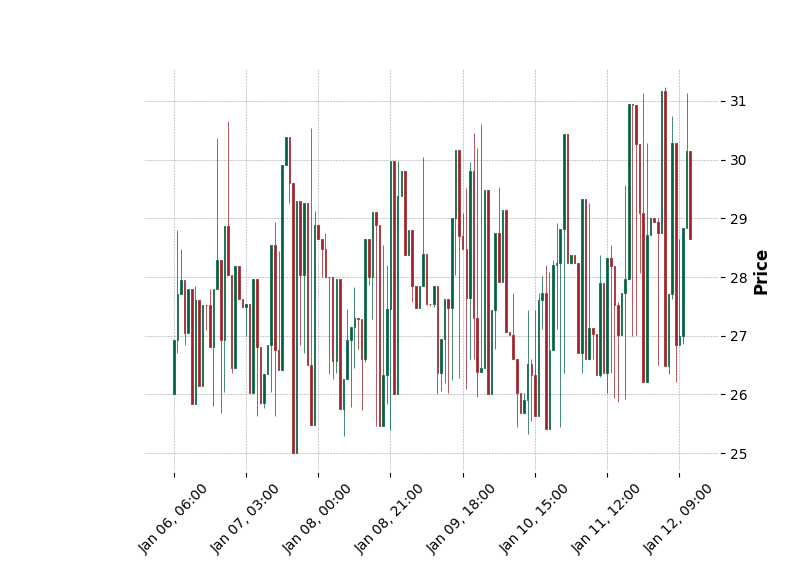 31
30
29
28
27
26
25
Price
Jan 06, 06:00
Jan 07, 03:00
Jan 08, 00:00
Jan 08, 21:00
Jan 09, 18:00
Jan 10, 15:00
Jan 11, 12:00
Jan 12, 09:00